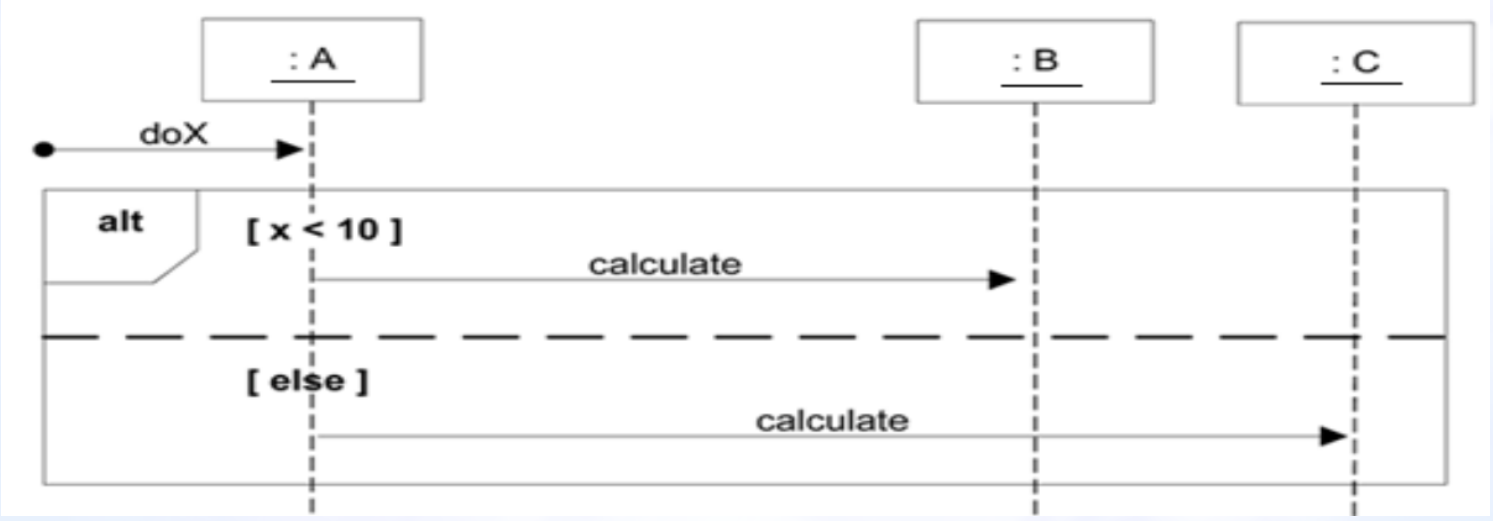 : A
: B
: C
doX
alt
[ x < 10 ]
calculate
[ else ]
calculate